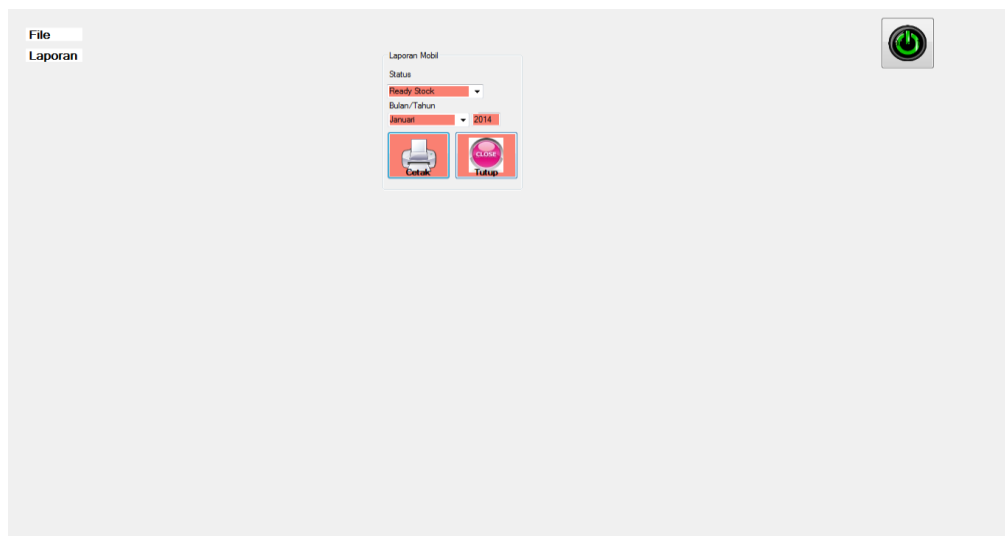 File
Laporan
Laporan Mobil
Status
Ready Stock
Bulan/Tahun
Januari 2014
CLOSE
Cetak Tutup